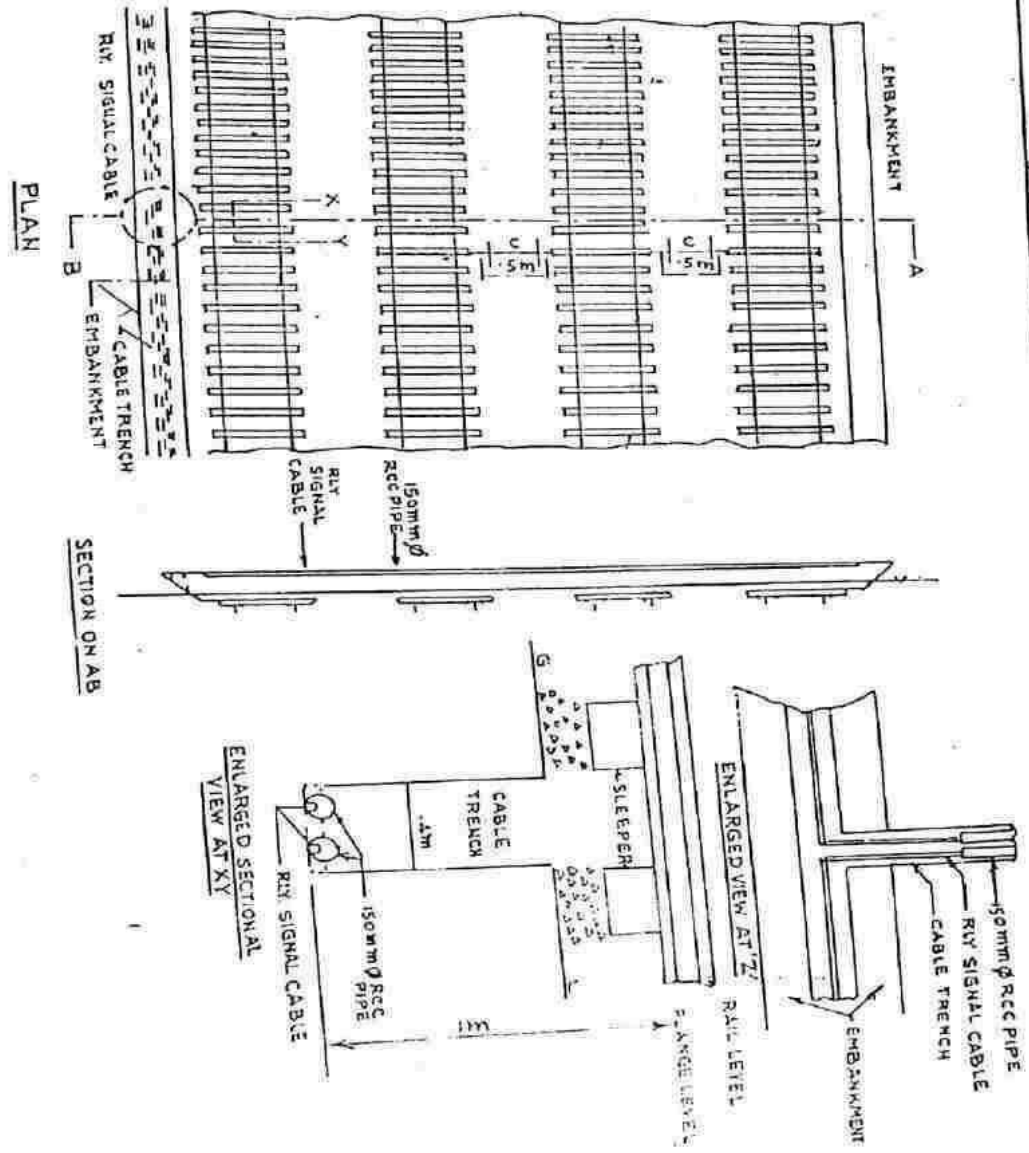 EMBANKMENT
A
C
.5m
C
.5m
X
Y
RLY. SIGNAL CABLE
B
CABLE TRENCH
EMBANKMENT
PLAN
150mm Ø
RCC PIPE
RLY
SIGNAL
CABLE
SECTION ON AB
150mm Ø RCC PIPE
RLY SIGNAL CABLE
CABLE TRENCH
EMBANKMENT
ENLARGED VIEW AT 'Z'
RAIL LEVEL
FLANGE LEVEL
SLEEPER
G
L
CABLE
TRENCH
1m
150mm Ø RCC
PIPE
RLY. SIGNAL CABLE
ENLARGED SECTIONAL
VIEW AT XY